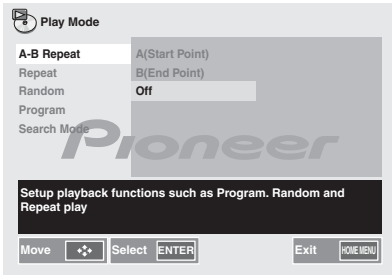 Play Mode
A-B Repeat
A(Start Point)
Repeat
B(End Point)
Random
Off
Program
Search Mode
Pioneer
Setup playback functions such as Program. Random and
Repeat play
Move Select ENTER Exit HOME MENU